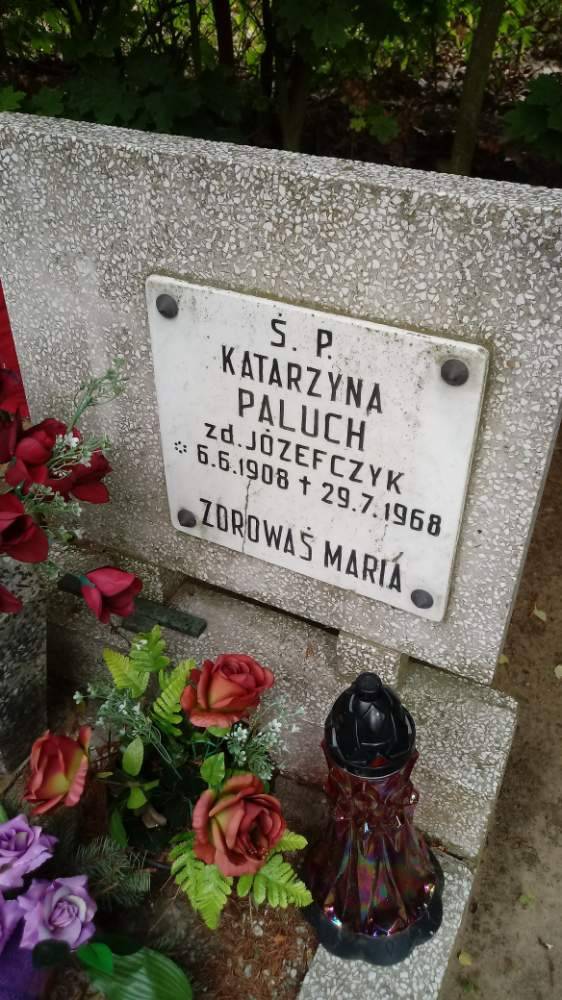 Ś. P.
KATARZYNA
PALUCH
zd. JÓZEFCZYK
* 6.6.1908 † 29.7.1968
ZDROWAŚ MARIA